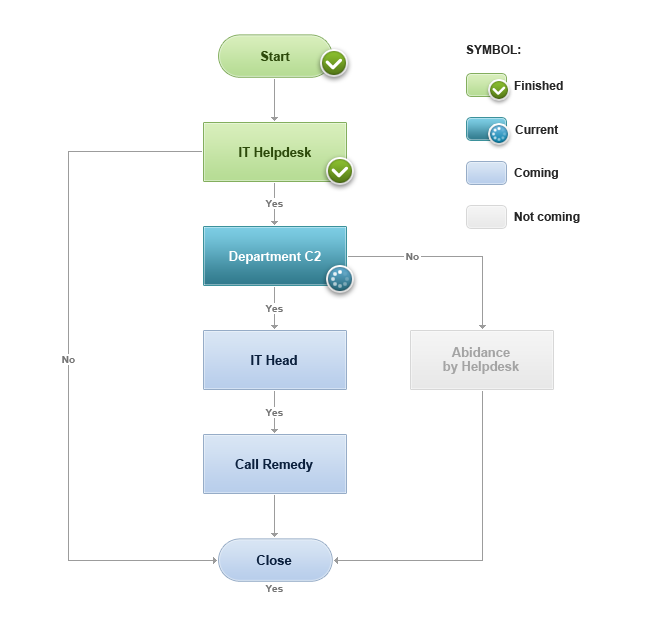 Start
SYMBOL:
Finished
IT Helpdesk
Current
Yes
Coming
Not coming
Department C2
No
Yes
No
IT Head
Abidance
by Helpdesk
Yes
Call Remedy
Close
Yes